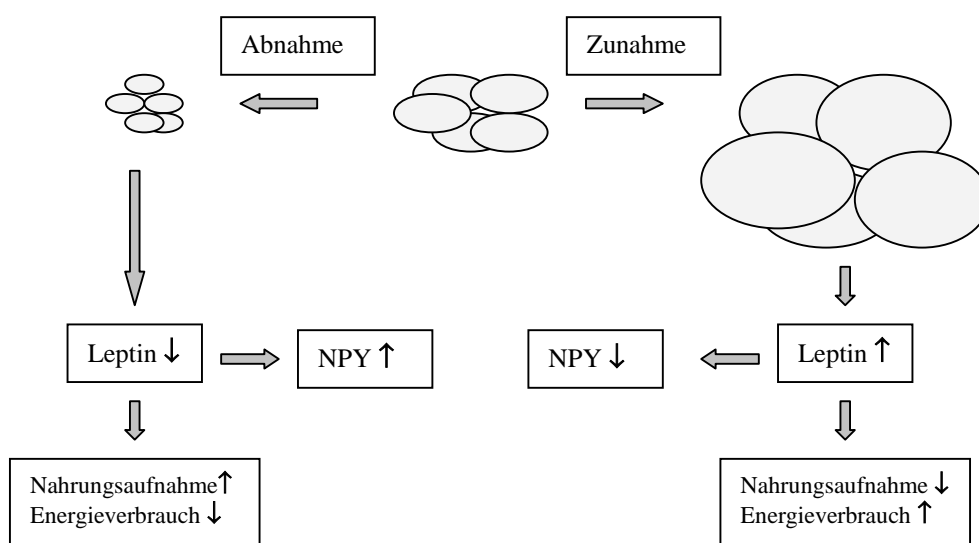 Abnahme
Zunahme
Leptin ↓
NPY ↑
NPY ↓
Leptin ↑
Nahrungsaufnahme↑
Energieverbrauch ↓
Nahrungsaufnahme ↓
Energieverbrauch ↑